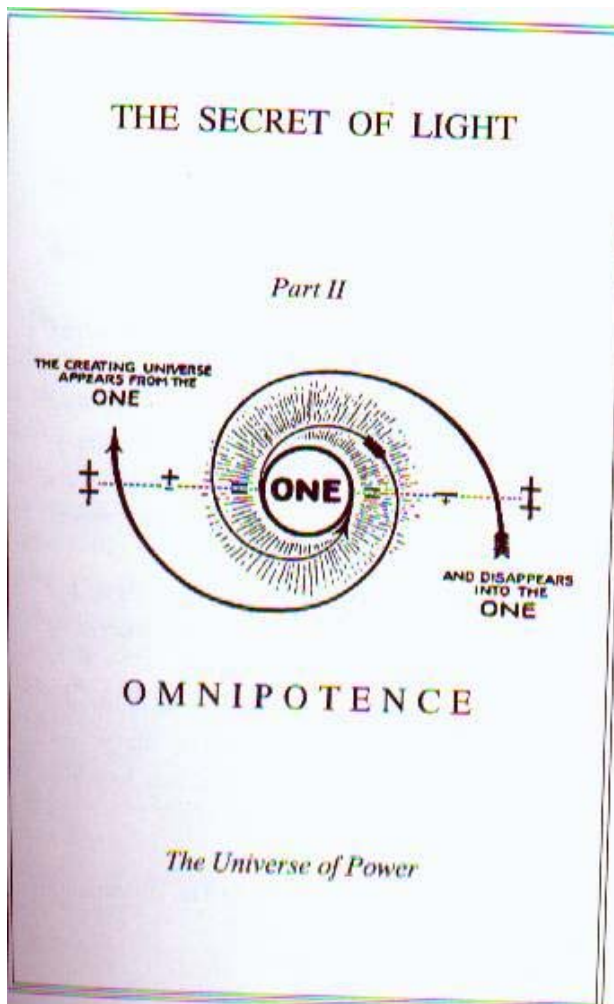 THE SECRET OF LIGHT
Part II
THE CREATING UNIVERSE
APPEARS FROM THE
ONE
ONE
AND DISAPPEARS
INTO THE
ONE
OMNIPOTENCE
The Universe of Power